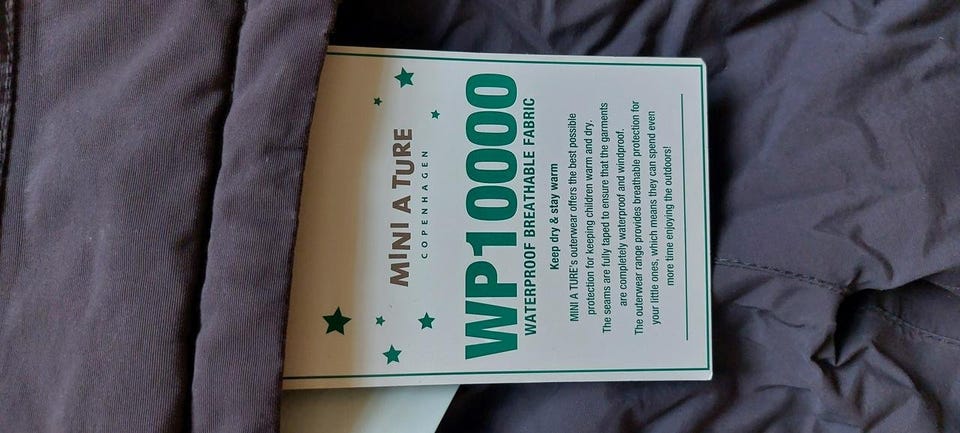 MINI A TURE
COPENHAGEN
WP10000
WATERPROOF BREATHABLE FABRIC
Keep dry & stay warm
MINI A TURE's outerwear offers the best possible
protection for keeping children warm and dry.
The seams are fully taped to ensure that the garments
are completely waterproof and windproof.
The outerwear range provides breathable protection for
your little ones, which means they can spend even
more time enjoying the outdoors!